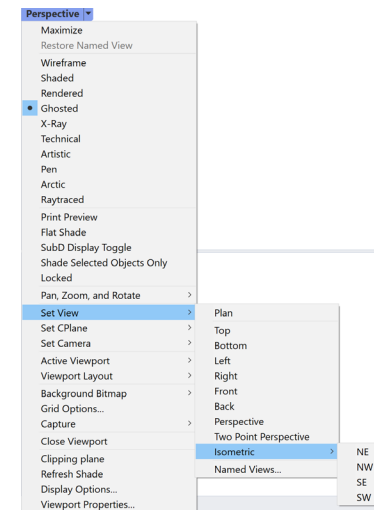 Perspective
Maximize
Restore Named View
Wireframe
Shaded
Rendered
Ghosted
X-Ray
Technical
Artistic
Pen
Arctic
Raytraced
Print Preview
Flat Shade
SubD Display Toggle
Shade Selected Objects Only
Locked
Pan, Zoom, and Rotate
Set View
Set CPlane
Set Camera
Active Viewport
Viewport Layout
Background Bitmap
Grid Options...
Capture
Close Viewport
Clipping plane
Refresh Shade
Display Options...
Viewport Properties...
Plan
Top
Bottom
Left
Right
Front
Back
Perspective
Two Point Perspective
Isometric
Named Views...
NE
NW
SE
SW